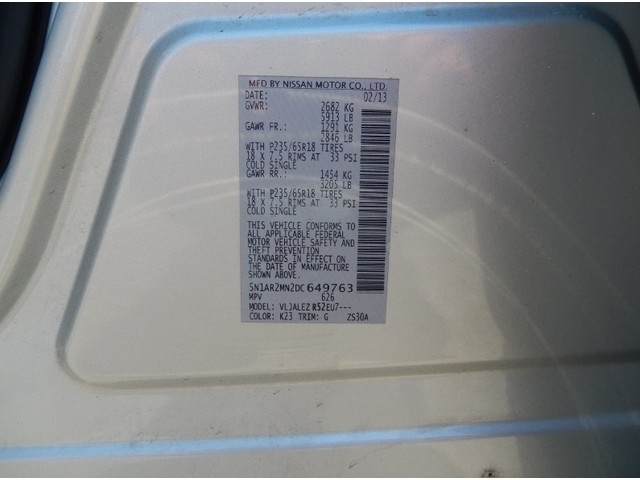 MFD BY NISSAN MOTOR CO., LTD.
DATE: 02/13
GVWR: 2682 KG
5913 LB
GAWR FR.: 1291 KG
2846 LB
WITH P235/65R18 TIRES
18 X 7.5 RIMS AT 33 PSI
COLD SINGLE
GAWR RR.: 1454 KG
3205 LB
WITH P235/65R18 TIRES
18 X 7.5 RIMS AT 33 PSI
COLD SINGLE
THIS VEHICLE CONFORMS TO
ALL APPLICABLE FEDERAL
MOTOR VEHICLE SAFETY AND
THEFT PREVENTION
STANDARDS IN EFFECT ON
THE DATE OF MANUFACTURE
SHOWN ABOVE.
5N1AR2MN2DC649763
MPV 626
MODEL: VLJALEZ R52EU7---
COLOR: K23 TRIM: G ZS30A